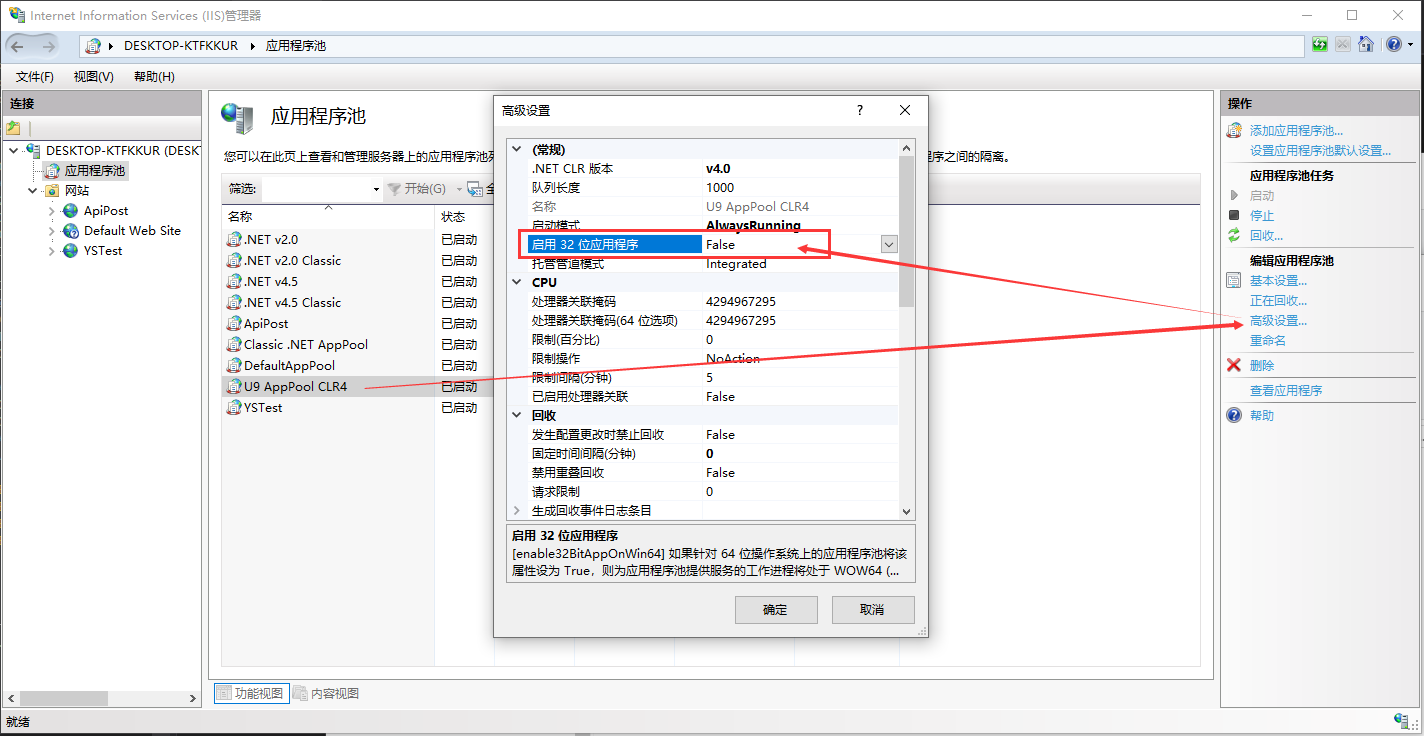 Internet Information Services (IIS)管理器
DESKTOP-KTFKKUR
应用程序池
文件(F) 视图(V) 帮助(H)
连接
DESKTOP-KTFKKUR (DESKT
应用程序池
网站
ApiPost
Default Web Site
YSTest
应用程序池
您可以在此页上查看和管理服务器上的应用程序池列
程序之间的隔离。
筛选:
开始(G)
全
名称 状态
.NET v2.0 已启动
.NET v2.0 Classic 已启动
.NET v4.5 已启动
.NET v4.5 Classic 已启动
ApiPost 已启动
Classic .NET AppPool 已启动
DefaultAppPool 已启动
U9 AppPool CLR4 已启动
YSTest 已启动
高级设置
?
(常规)
.NET CLR 版本 v4.0
队列长度 1000
名称 U9 AppPool CLR4
启动模式 AlwaysRunning
启用 32 位应用程序 False
托管管道模式 Integrated
CPU
处理器关联掩码 4294967295
处理器关联掩码(64 位选项) 4294967295
限制(百分比) 0
限制操作 NoAction
限制间隔(分钟) 5
已启用处理器关联 False
回收
发生配置更改时禁止回收 False
固定时间间隔(分钟) 0
禁用重叠回收 False
请求限制 0
生成回收事件日志条目
启用 32 位应用程序
[enable32BitAppOnWin64] 如果针对 64 位操作系统上的应用程序池将该
属性设为 True，则为应用程序池提供服务的工作进程将处于 WOW64 (...
确定 取消
操作
添加应用程序池...
设置应用程序池默认设置...
应用程序池任务
启动
停止
回收...
编辑应用程序池
基本设置...
正在回收...
高级设置...
重命名
删除
查看应用程序
帮助
功能视图 内容视图
就绪